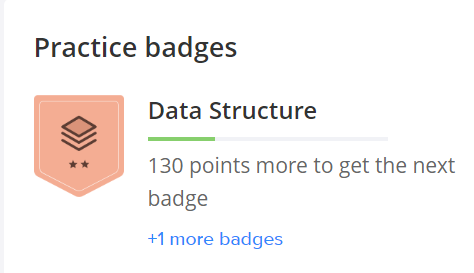 Practice badges
Data Structure
130 points more to get the next
badge
+1 more badges